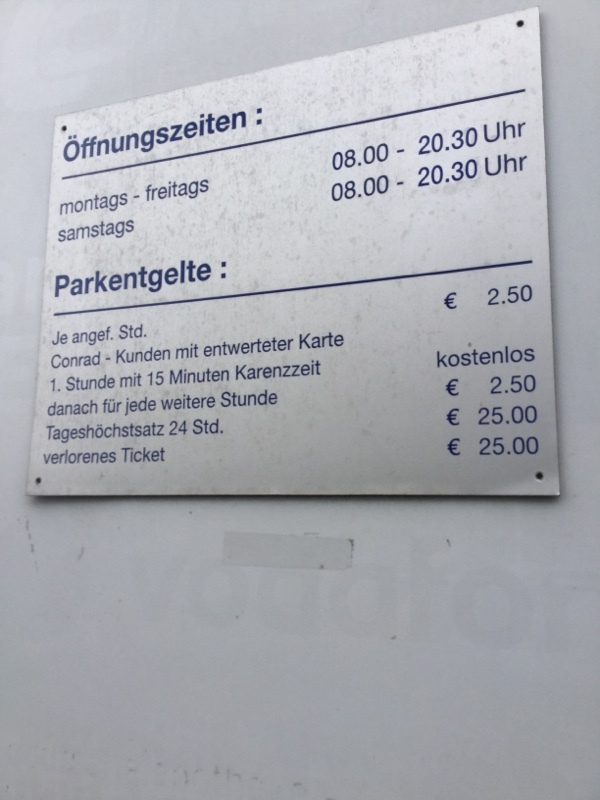 Öffnungszeiten :
montags - freitags 08.00 - 20.30 Uhr
samstags 08.00 - 20.30 Uhr
Parkentgelte :
Je angef. Std. € 2.50
Conrad - Kunden mit entwerteter Karte
1. Stunde mit 15 Minuten Karenzzeit kostenlos
danach für jede weitere Stunde € 2.50
Tageshöchstsatz 24 Std. € 25.00
verlorenes Ticket € 25.00